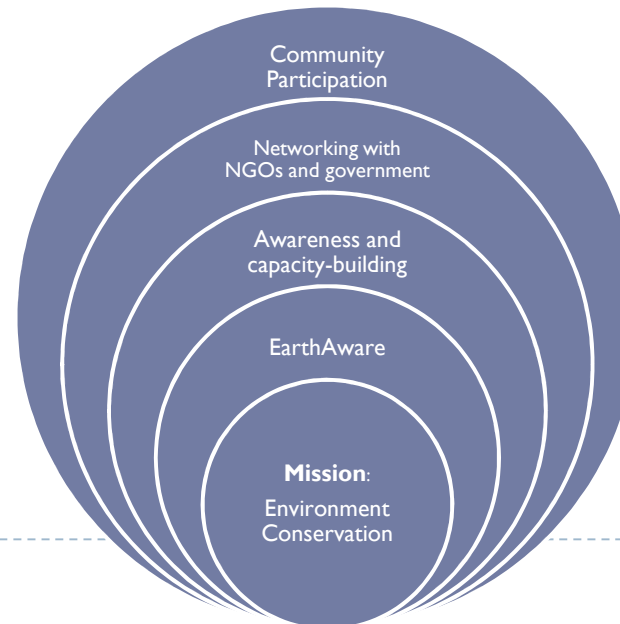 Community
Participation
Networking with
NGOs and government
Awareness and
capacity-building
EarthAware
Mission:
Environment
Conservation